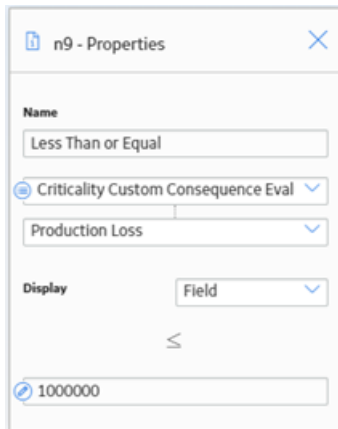 n9 - Properties
Name
Less Than or Equal
Criticality Custom Consequence Eval
Production Loss
Display
Field
≤
1000000